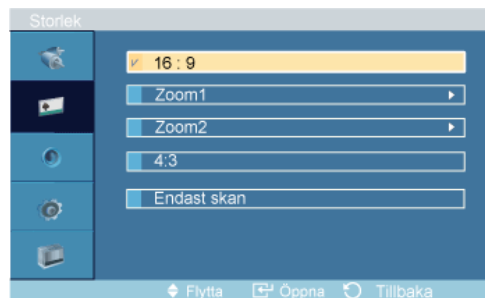 Storlek
16 : 9
Zoom1
Zoom2
4:3
Endast skan
Flytta Öppna Tillbaka